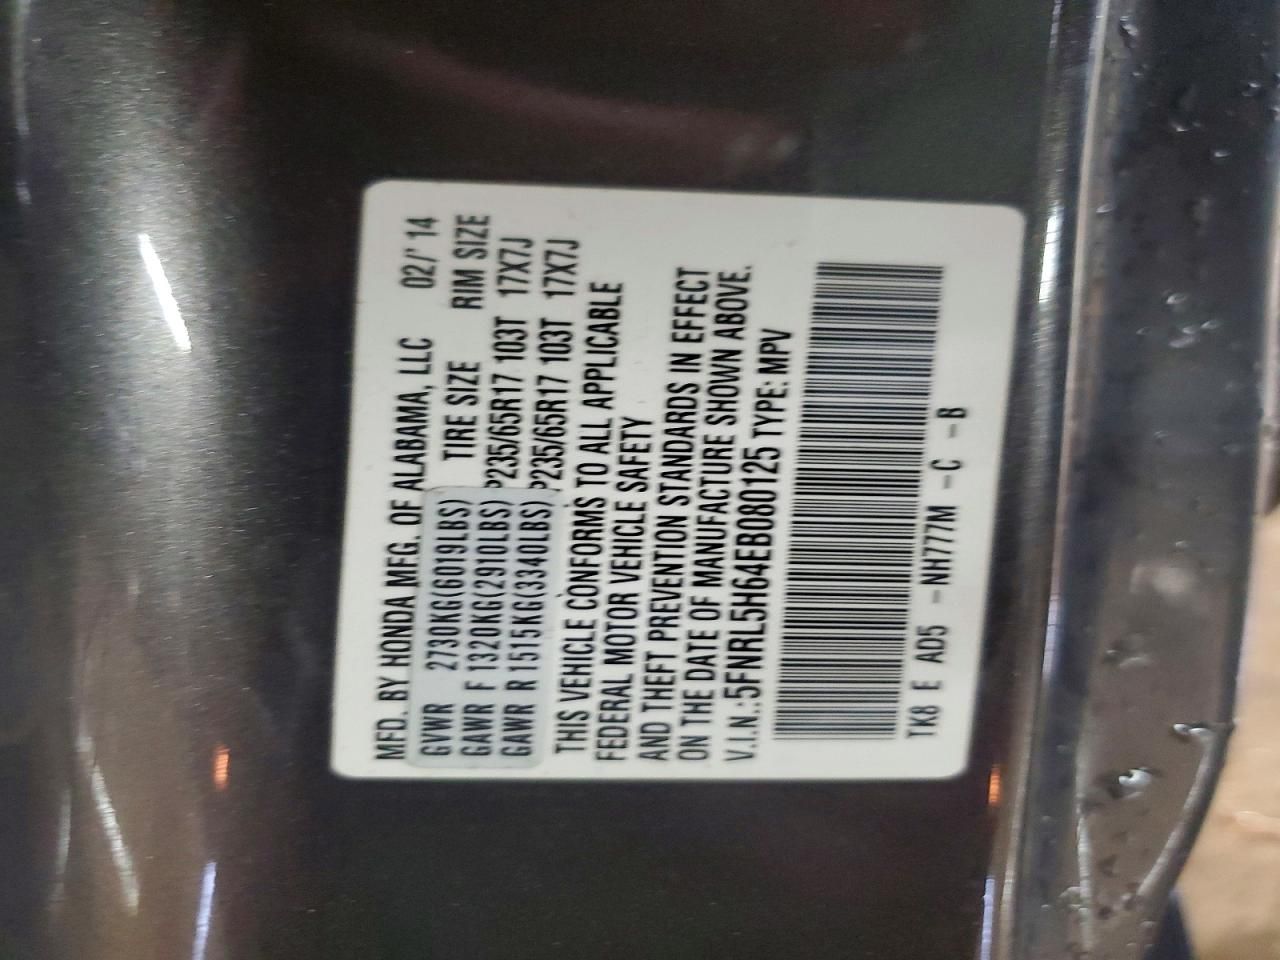 MFD. BY HONDA MFG. OF ALABAMA, LLC 02/'14
GVWR 2730KG(6019LBS) TIRE SIZE RIM SIZE
GAWR F 1320KG(2910LBS) P235/65R17 103T 17X7J
GAWR R 1515KG(3340LBS) P235/65R17 103T 17X7J
THIS VEHICLE CONFORMS TO ALL APPLICABLE
FEDERAL MOTOR VEHICLE SAFETY
AND THEFT PREVENTION STANDARDS IN EFFECT
ON THE DATE OF MANUFACTURE SHOWN ABOVE.
V.I.N.:5FNRL5H64EB080125 TYPE: MPV
TK8 E AD5 -NH777M -C -B